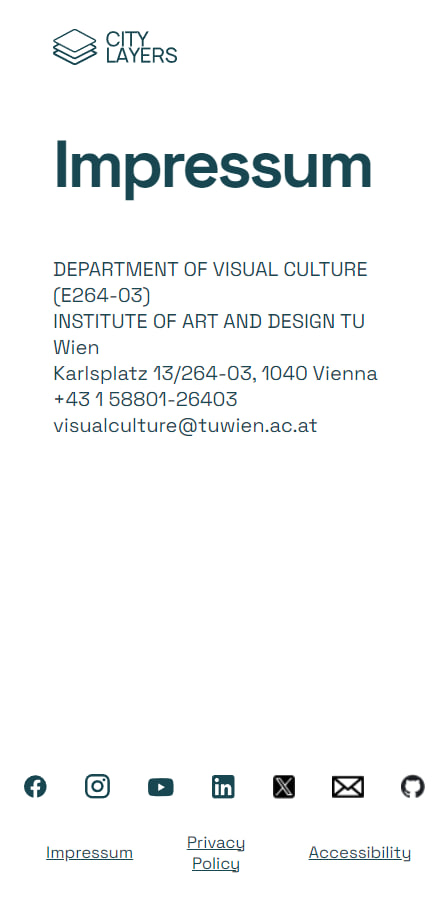 CITY
LAYERS
Impressum
DEPARTMENT OF VISUAL CULTURE
(E264-03)
INSTITUTE OF ART AND DESIGN TU
Wien
Karlsplatz 13/264-03, 1040 Vienna
+43 1 58801-26403
visualculture@tuwien.ac.at
Impressum
Privacy
Policy
Accessibility